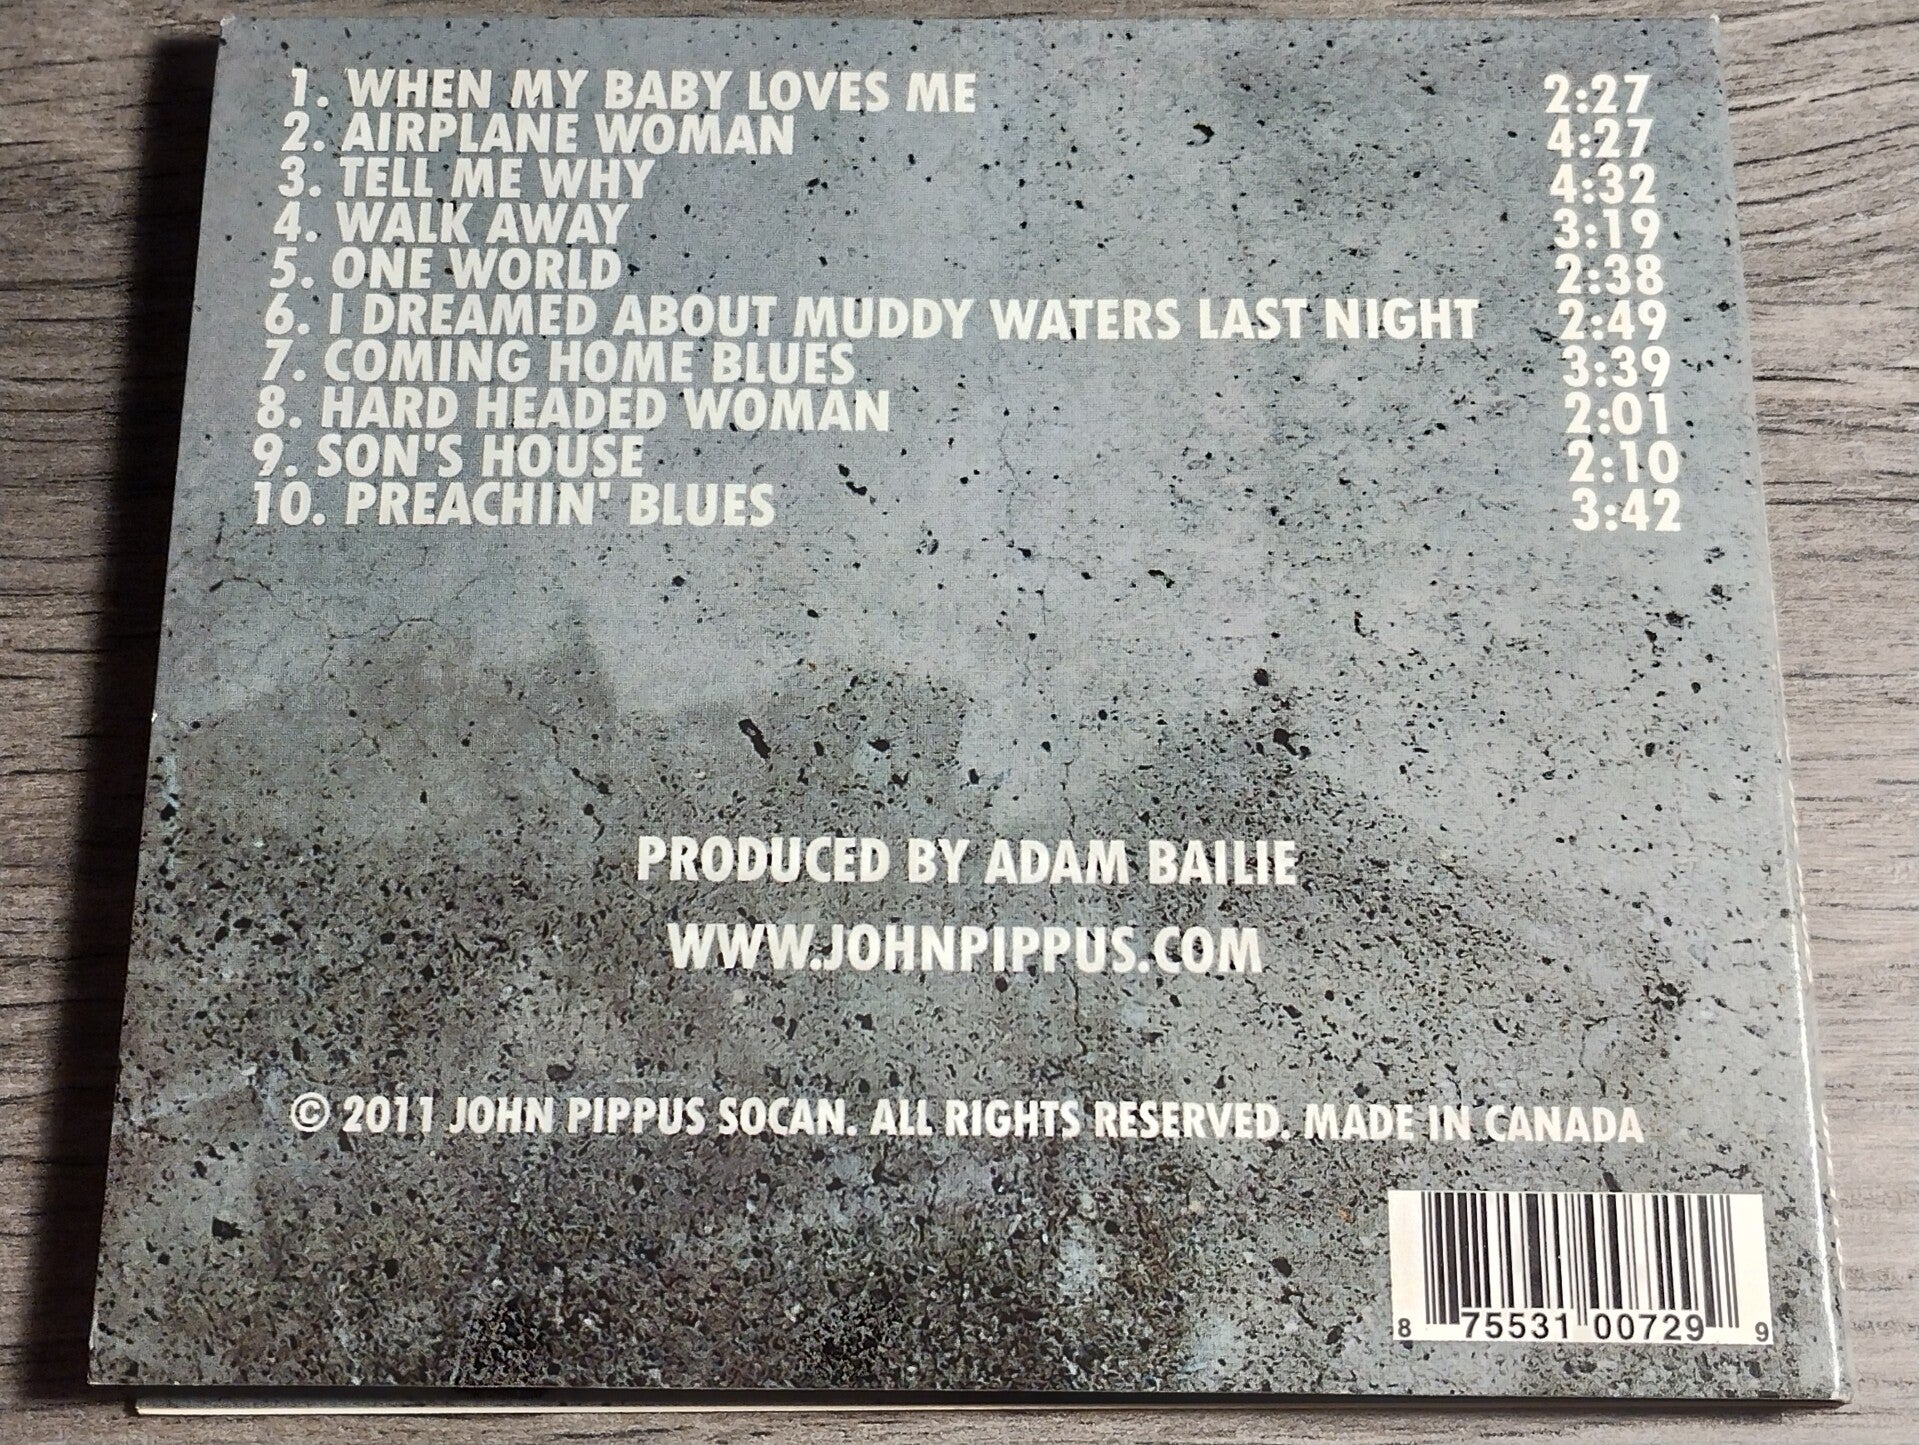 1. WHEN MY BABY LOVES ME 2:27
2. AIRPLANE WOMAN 4:27
3. TELL ME WHY 4:32
4. WALK AWAY 3:19
5. ONE WORLD 2:38
6. I DREAMED ABOUT MUDDY WATERS LAST NIGHT 2:49
7. COMING HOME BLUES 3:39
8. HARD HEADED WOMAN 2:01
9. SON'S HOUSE 2:10
10. PREACHIN' BLUES 3:42
PRODUCED BY ADAM BAILIE
WWW.JOHNPIPPUS.COM
© 2011 JOHN PIPPUS SOCAN. ALL RIGHTS RESERVED. MADE IN CANADA
8 75531 00729 9